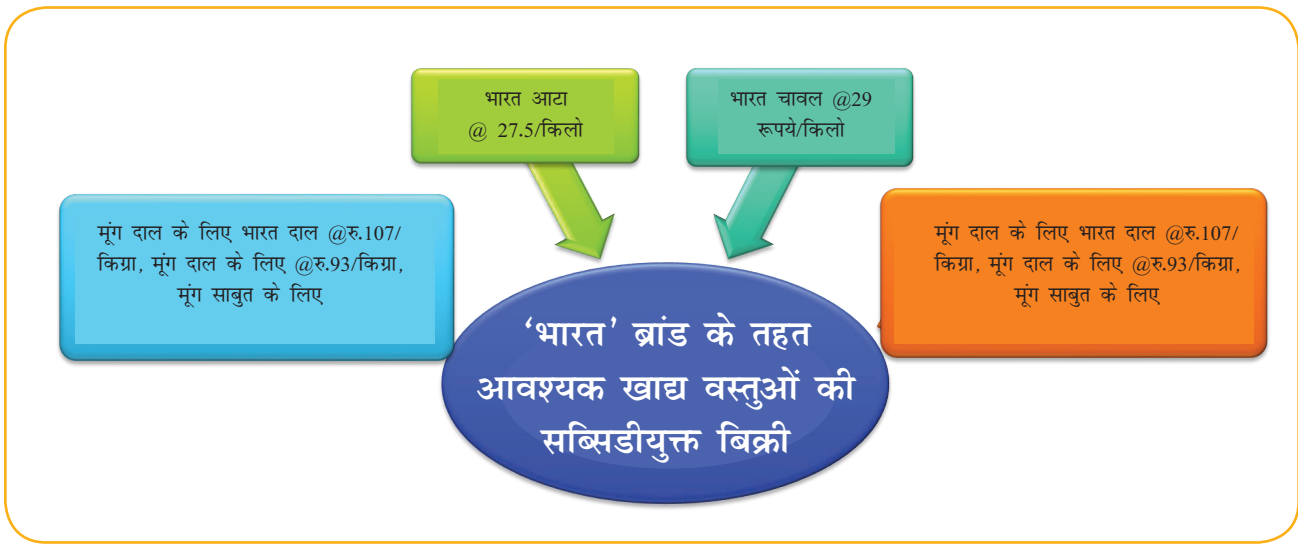 भारत आटा
@ 27.5/किलो
भारत चावल @29
रूपये/किलो
मूंग दाल के लिए भारत दाल @रु.107/
किग्रा, मूंग दाल के लिए @रु.93/किग्रा,
मूंग साबुत के लिए
मूंग दाल के लिए भारत दाल @रु.107/
किग्रा, मूंग दाल के लिए @रु.93/किग्रा,
मूंग साबुत के लिए
‘भारत’ ब्रांड के तहत
आवश्यक खाद्य वस्तुओं की
सब्सिडीयुक्त बिक्री